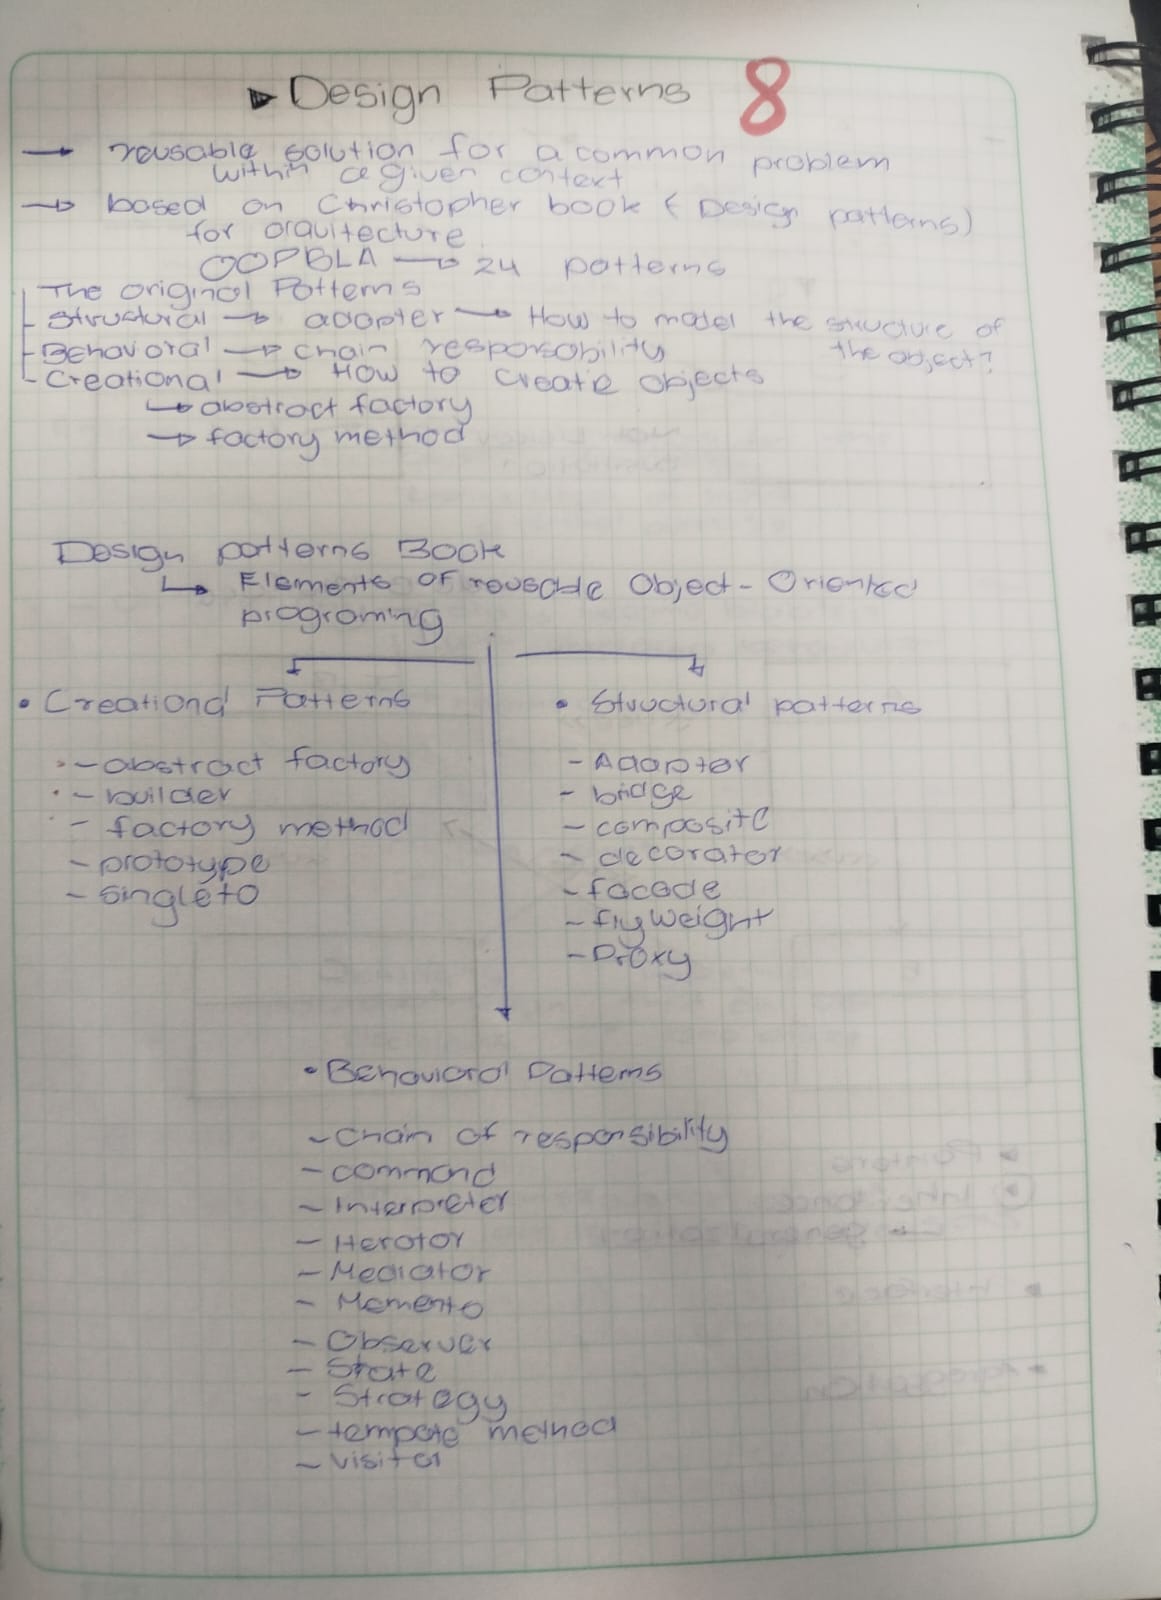 Design Patterns 8
→ reusable solution for a common problem
within a given context
→ based on Christopher book (Design patterns)
for arquitecture
OOPBLA → 24 patterns
The original Patterns
- Structural → adapter → How to model the structure of
the object?
- Behavioral → chain responsability
- Creational → How to create objects
→ abstract factory
→ factory method
Design patterns Book
↳ Elements OF reusable Object-Oriented
programing
• Creational Patterns
- abstract factory
- builder
- factory method
- prototype
- singleto
• Structural patterns
- Adapter
- bridge
- composite
- decorator
- facade
- fly weight
- Proxy
• Behavioral Patterns
- chain of responsibility
- command
- Interpreter
- Iterator
- Mediator
- Memento
- Observer
- State
- Strategy
- tempate method
- visitor